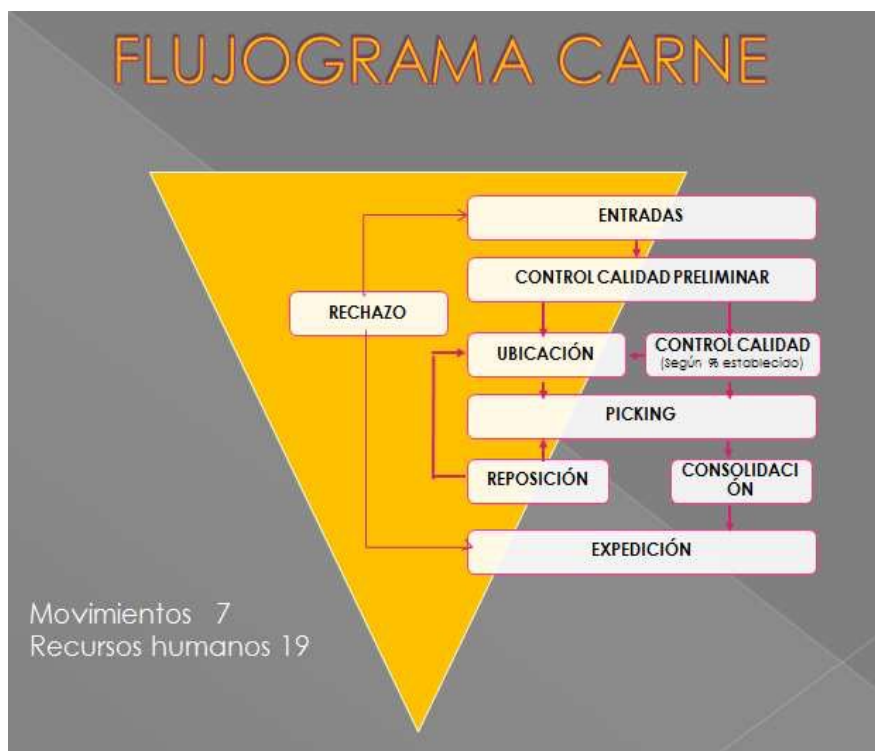 FLUJOGRAMA CARNE
ENTRADAS
CONTROL CALIDAD PRELIMINAR
RECHAZO
UBICACIÓN
CONTROL CALIDAD
(Según % establecido)
PICKING
REPOSICIÓN
CONSOLIDACI
ÓN
EXPEDICIÓN
Movimientos 7
Recursos humanos 19